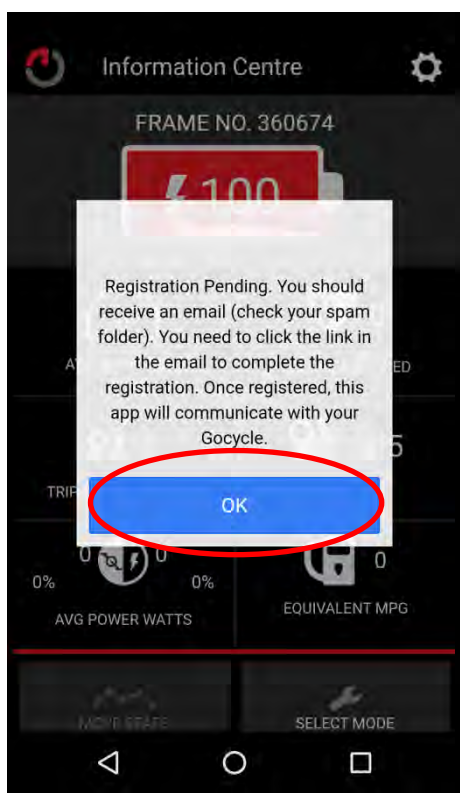 Information Centre
FRAME NO. 360674
100
Registration Pending. You should
receive an email (check your spam
folder). You need to click the link in
the email to complete the
registration. Once registered, this
app will communicate with your
Gocycle.
5
OK
0 0 0
0% 0%
AVG POWER WATTS EQUIVALENT MPG
SELECT MODE